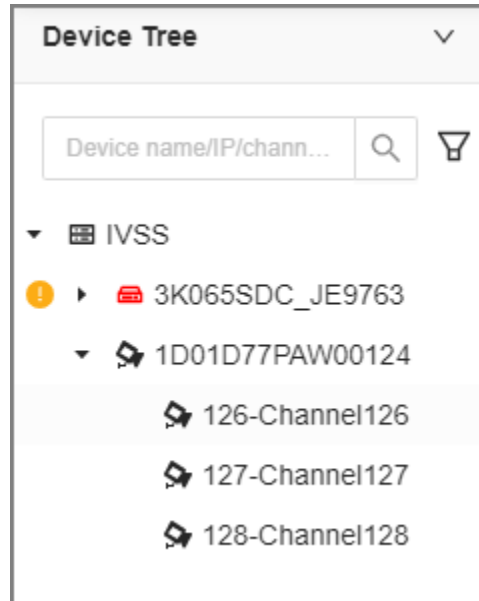 Device Tree
Device name/IP/chann...
IVSS
3K065SDC_JE9763
1D01D77PAW00124
126-Channel126
127-Channel127
128-Channel128